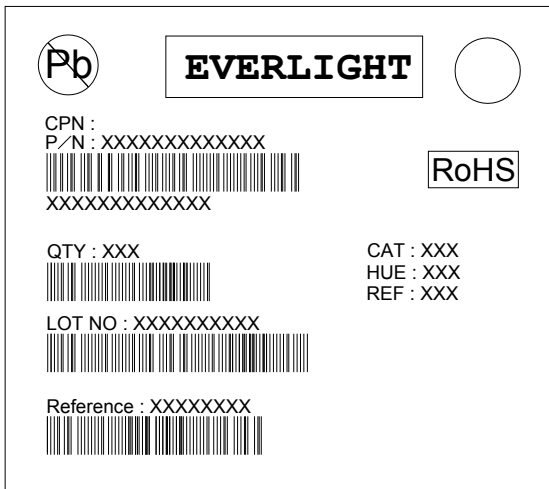 Pb
EVERLIGHT
CPN :
P/N : XXXXXXXXXXXXX
RoHS
XXXXXXXXXXXXX
QTY : XXX
CAT : XXX
HUE : XXX
REF : XXX
LOT NO : XXXXXXXXXX
Reference : XXXXXXXX